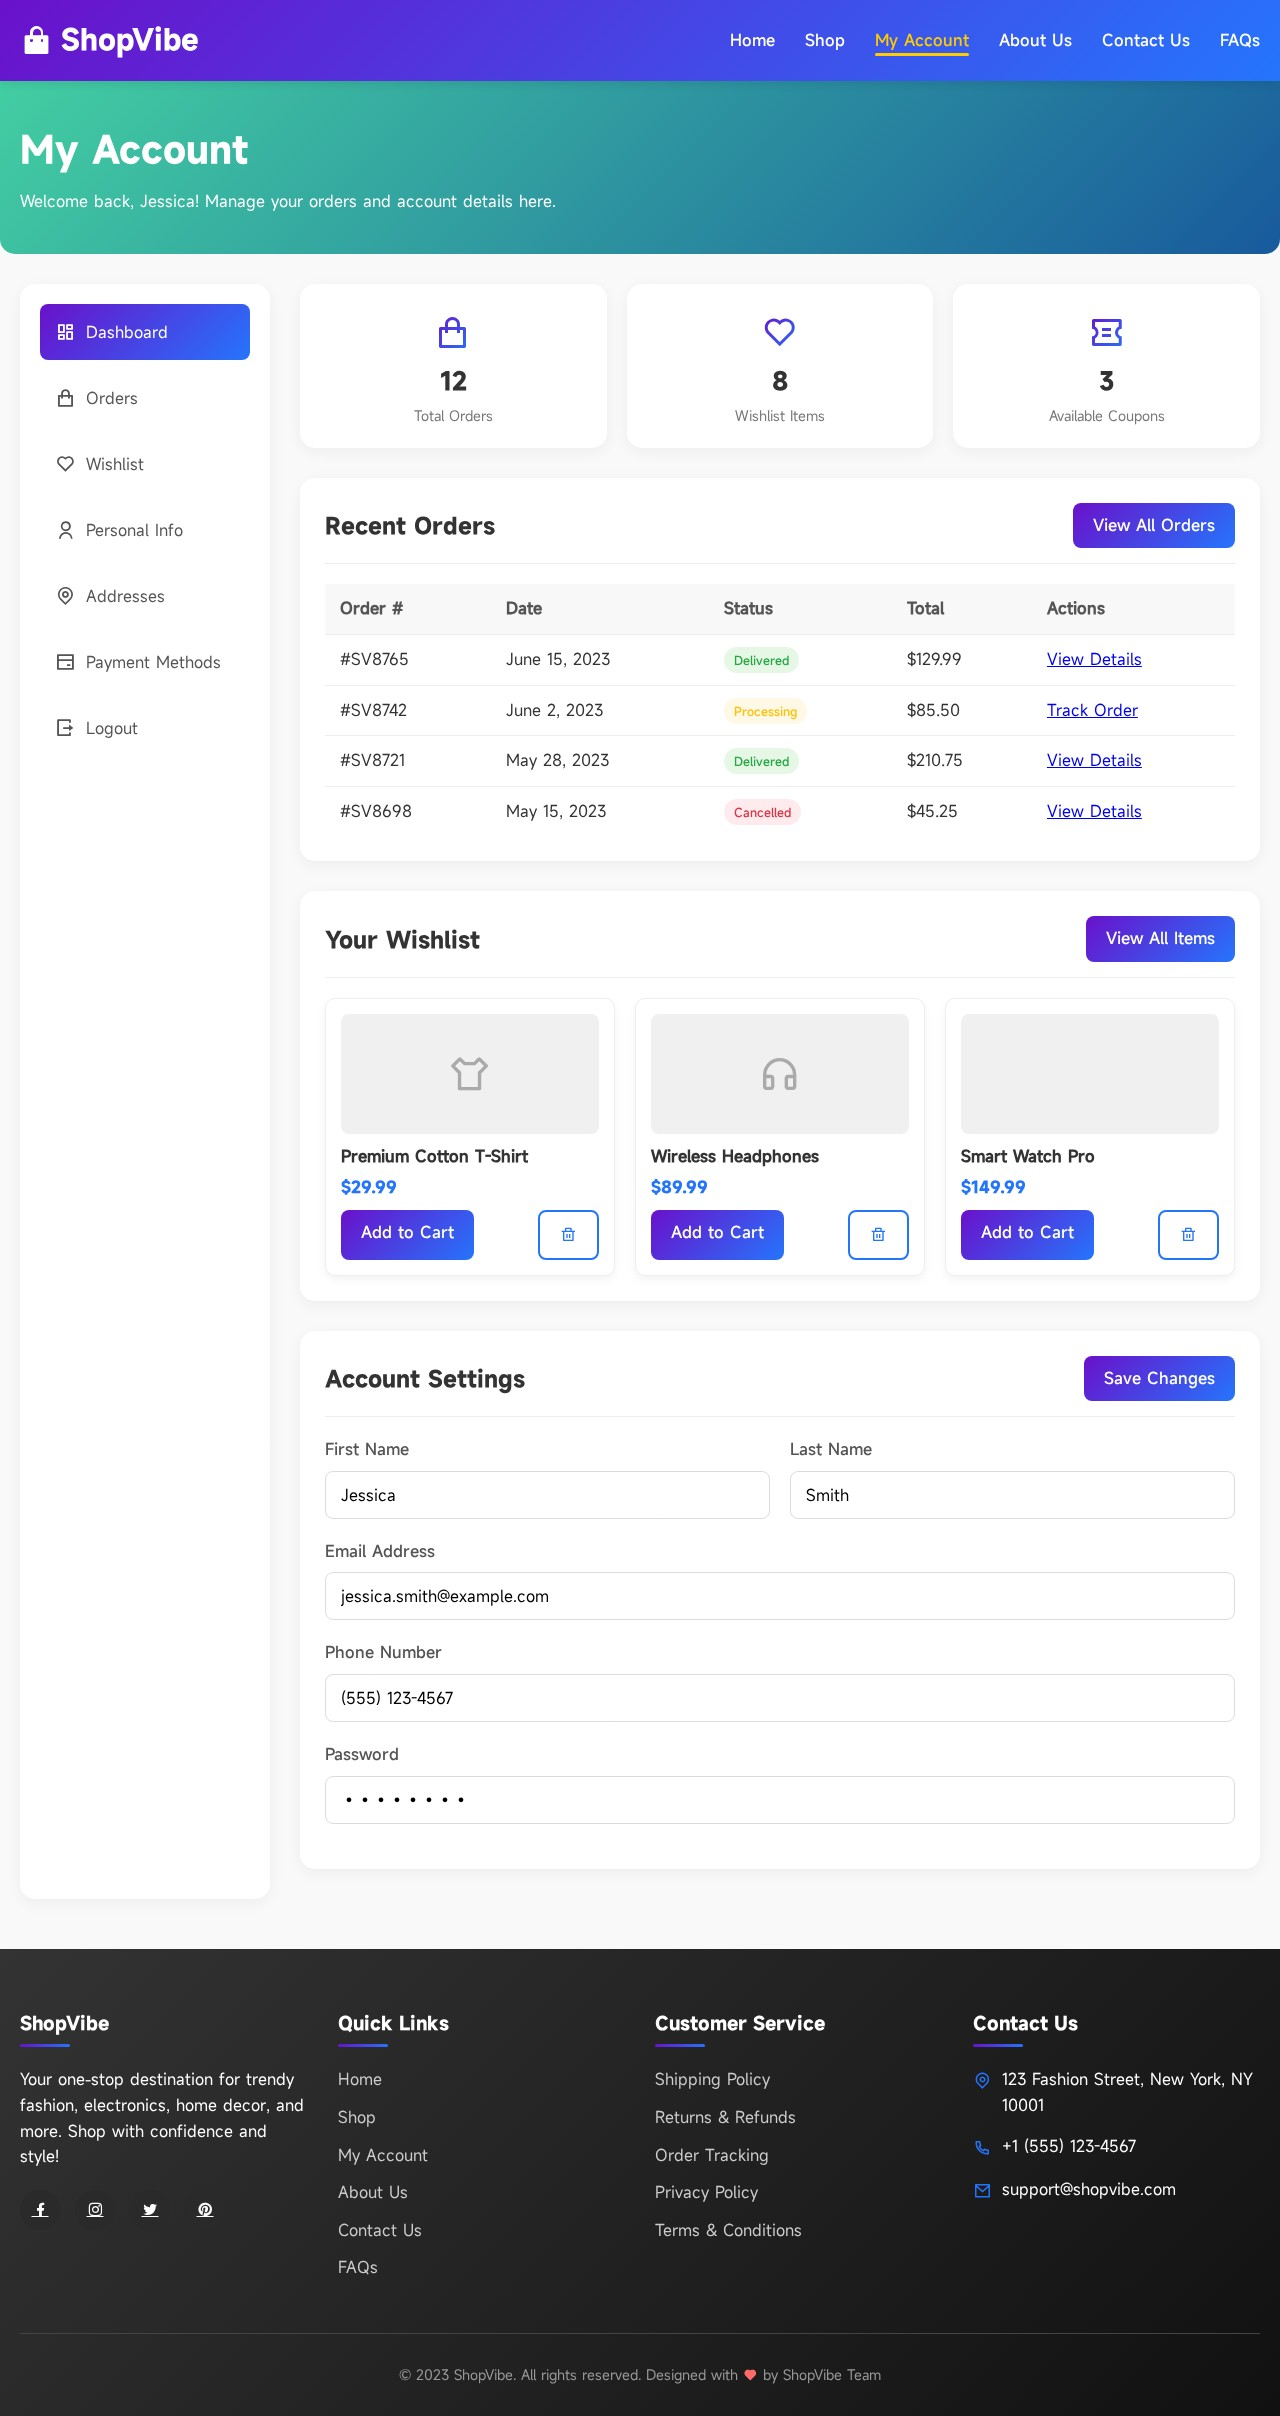 ShopVibe
Home Shop My Account About Us Contact Us FAQs
My Account
Welcome back, Jessica! Manage your orders and account details here.
Dashboard
Orders
Wishlist
Personal Info
Addresses
Payment Methods
Logout
12
Total Orders
8
Wishlist Items
3
Available Coupons
Recent Orders
View All Orders
Order # Date Status Total Actions
#SV8765 June 15, 2023 Delivered $129.99 View Details
#SV8742 June 2, 2023 Processing $85.50 Track Order
#SV8721 May 28, 2023 Delivered $210.75 View Details
#SV8698 May 15, 2023 Cancelled $45.25 View Details
Your Wishlist
View All Items
Premium Cotton T-Shirt
$29.99
Add to Cart
Wireless Headphones
$89.99
Add to Cart
Smart Watch Pro
$149.99
Add to Cart
Account Settings
Save Changes
First Name
Jessica
Last Name
Smith
Email Address
jessica.smith@example.com
Phone Number
(555) 123-4567
Password
••••••••
ShopVibe
Your one-stop destination for trendy
fashion, electronics, home decor, and
more. Shop with confidence and
style!
Quick Links
Home
Shop
My Account
About Us
Contact Us
FAQs
Customer Service
Shipping Policy
Returns & Refunds
Order Tracking
Privacy Policy
Terms & Conditions
Contact Us
123 Fashion Street, New York, NY
10001
+1 (555) 123-4567
support@shopvibe.com
© 2023 ShopVibe. All rights reserved. Designed with ♥ by ShopVibe Team